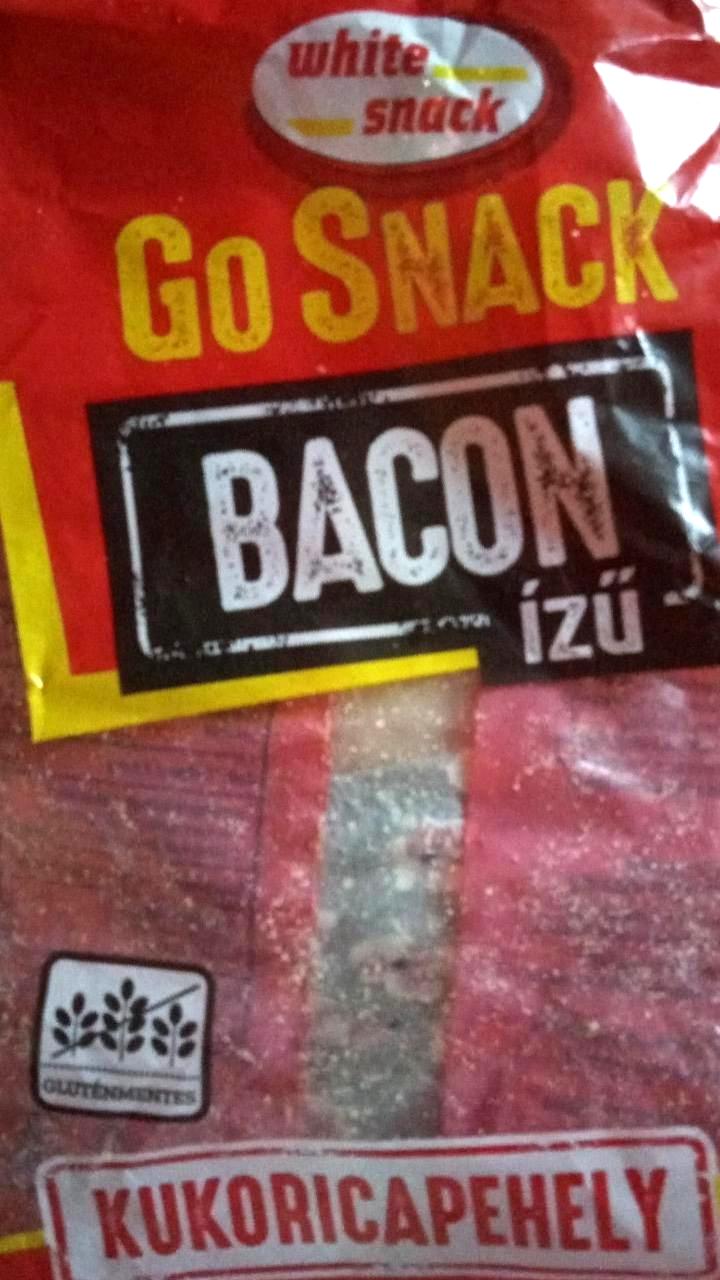 white
snack
Go SNACK
BACON
ízű
GLUTÉNMENTES
KUKORICAPEHELY